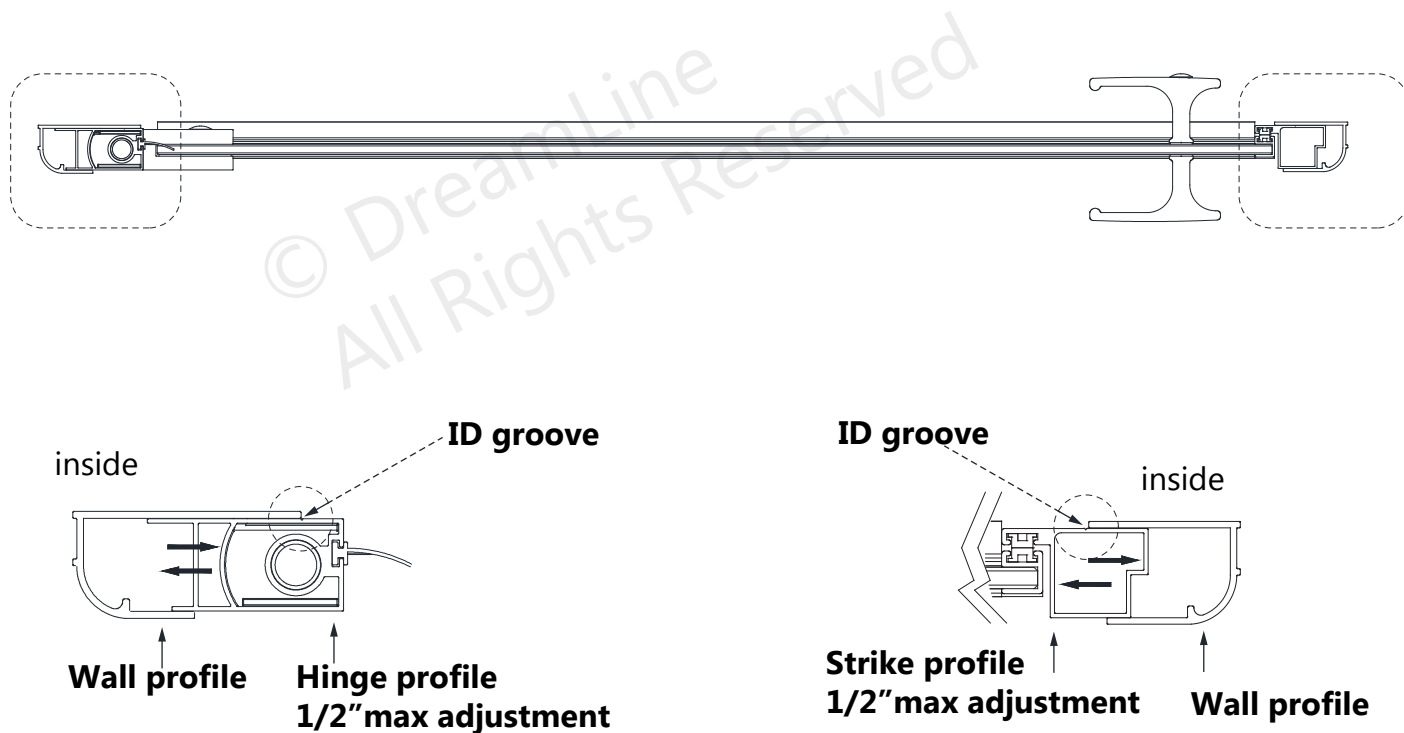 © DreamLine
All Rights Reserved
ID groove
inside
Wall profile
Hinge profile
1/2”max adjustment
ID groove
inside
Strike profile
1/2”max adjustment
Wall profile